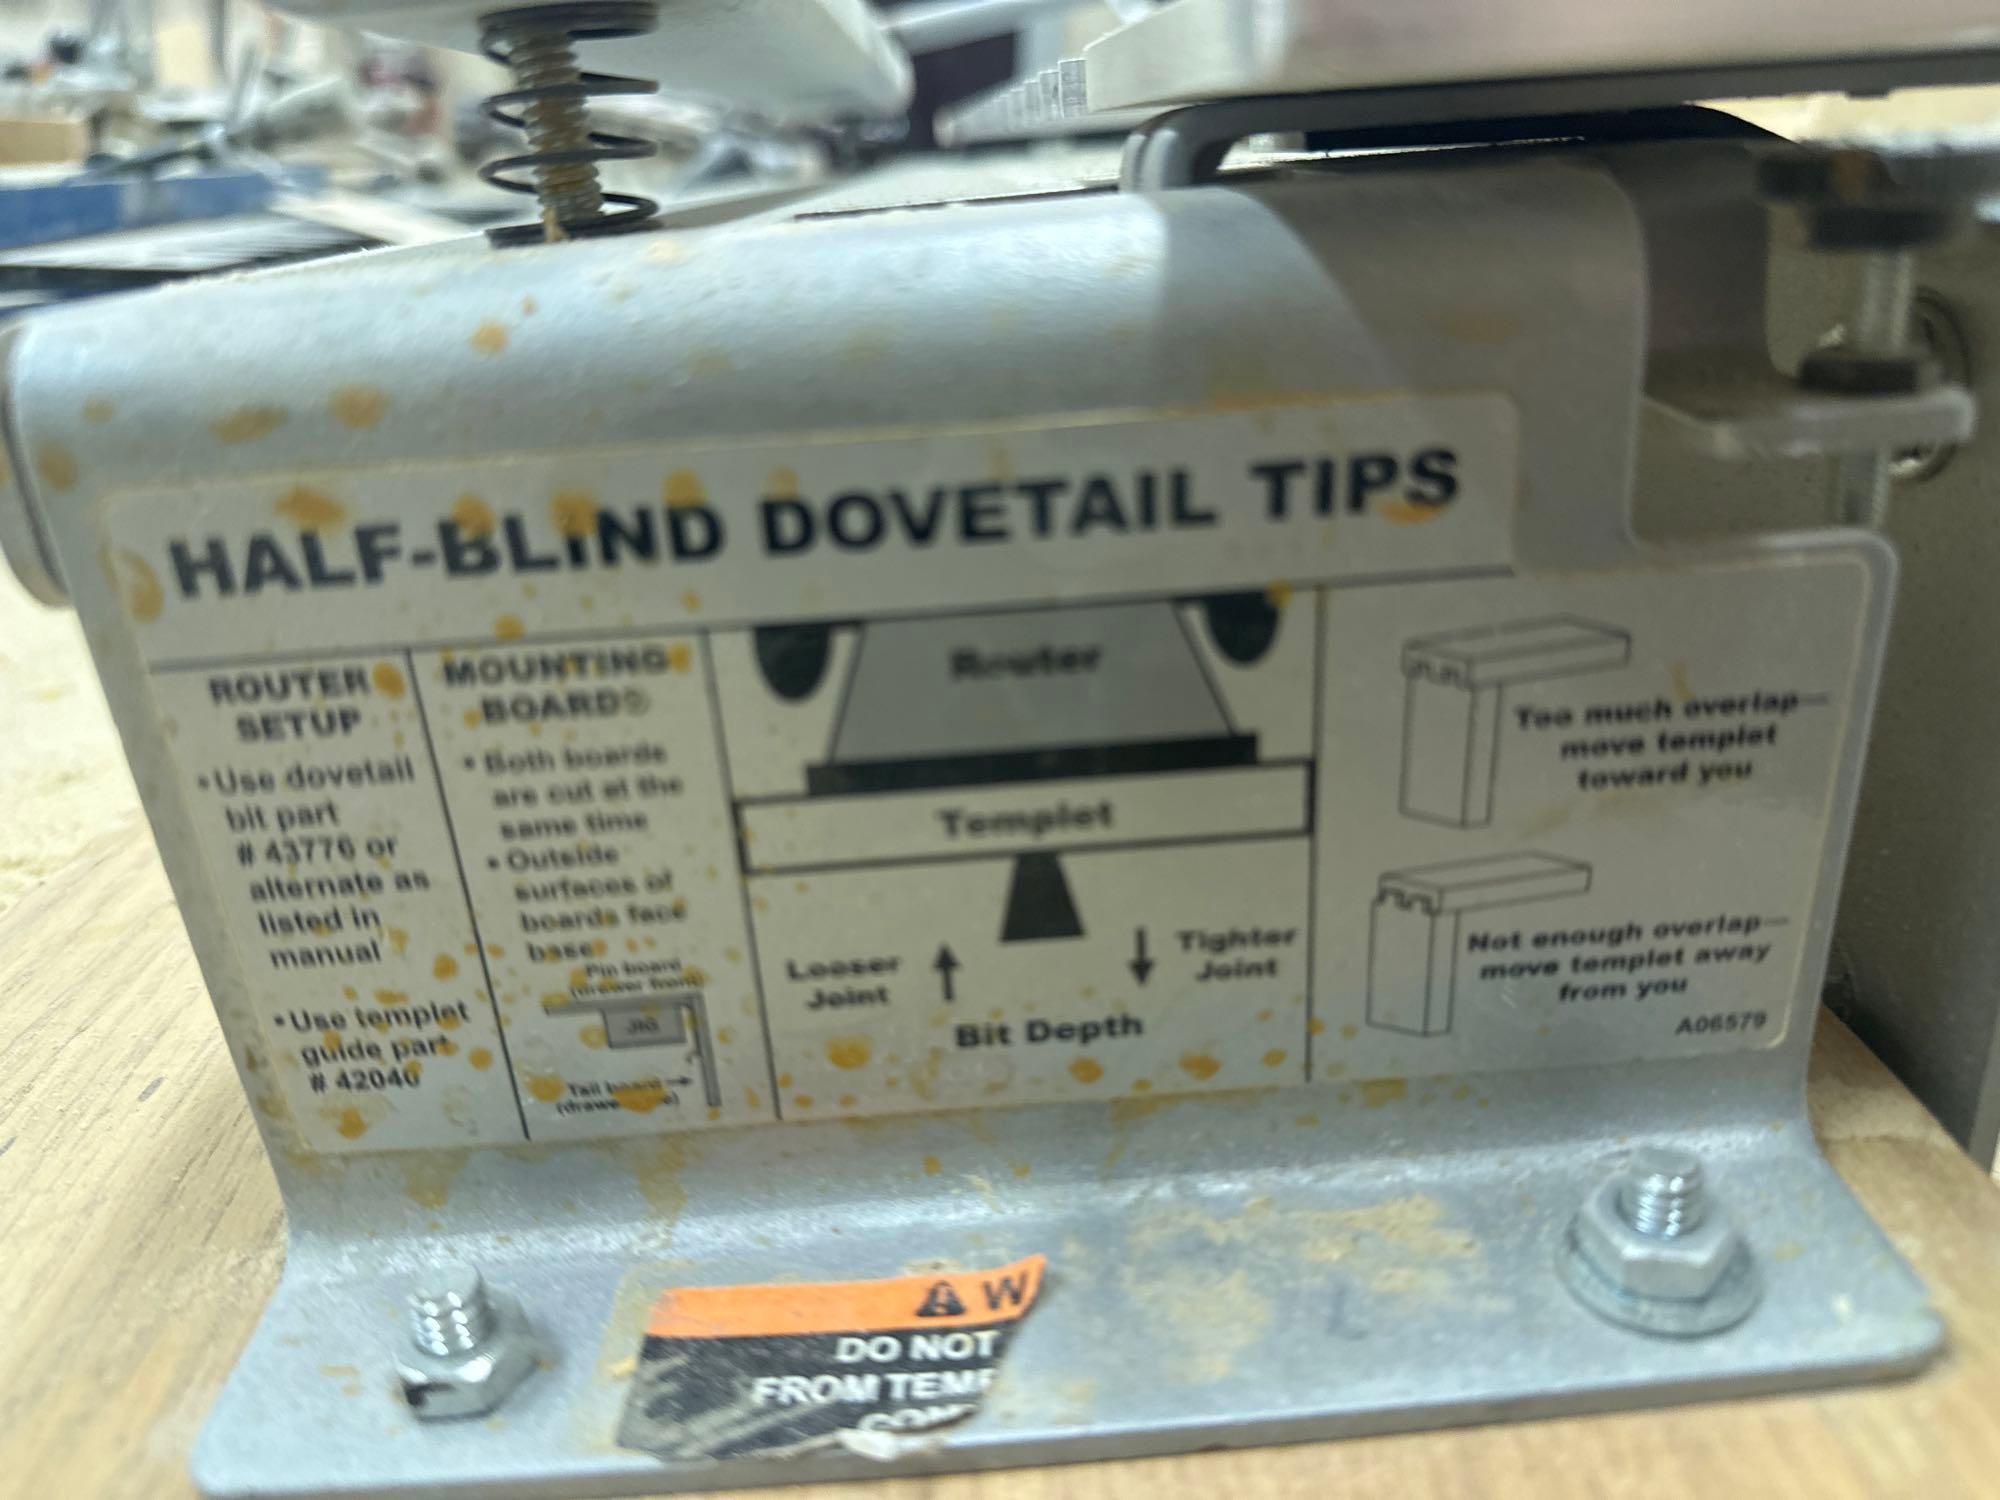 HALF-BLIND DOVETAIL TIPS
ROUTER
SETUP
• Use dovetail
bit part
# 43776 or
alternate as
listed in
manual
• Use templet
guide part
# 42040
MOUNTING
BOARDS
• Both boards
are cut at the
same time
• Outside
surfaces of
boards face
base
Pin board
(drawer front)
JIG
Tail board
Router
Templet
Looser
Joint
Tighter
Joint
Bit Depth
Too much overlap—
move templet
toward you
Not enough overlap—
move templet away
from you
A06579
W
DO NOT
FROM